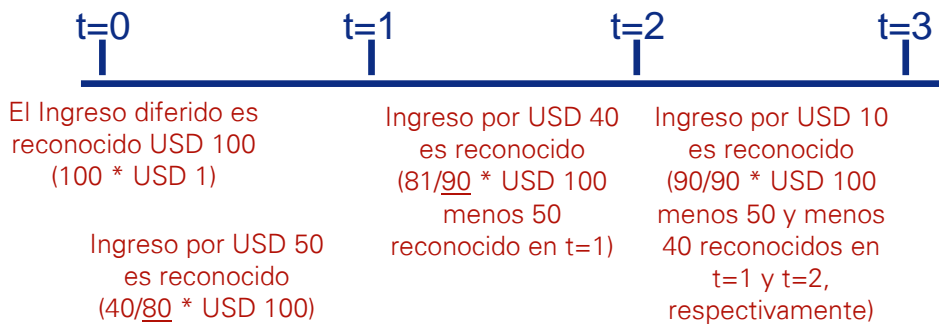 t=0 t=1 t=2 t=3
El Ingreso diferido es
reconocido USD 100
(100 * USD 1)
Ingreso por USD 50
es reconocido
(40/80 * USD 100)
Ingreso por USD 40
es reconocido
(81/90 * USD 100
menos 50
reconocido en t=1)
Ingreso por USD 10
es reconocido
(90/90 * USD 100
menos 50 y menos
40 reconocidos en
t=1 y t=2,
respectivamente)